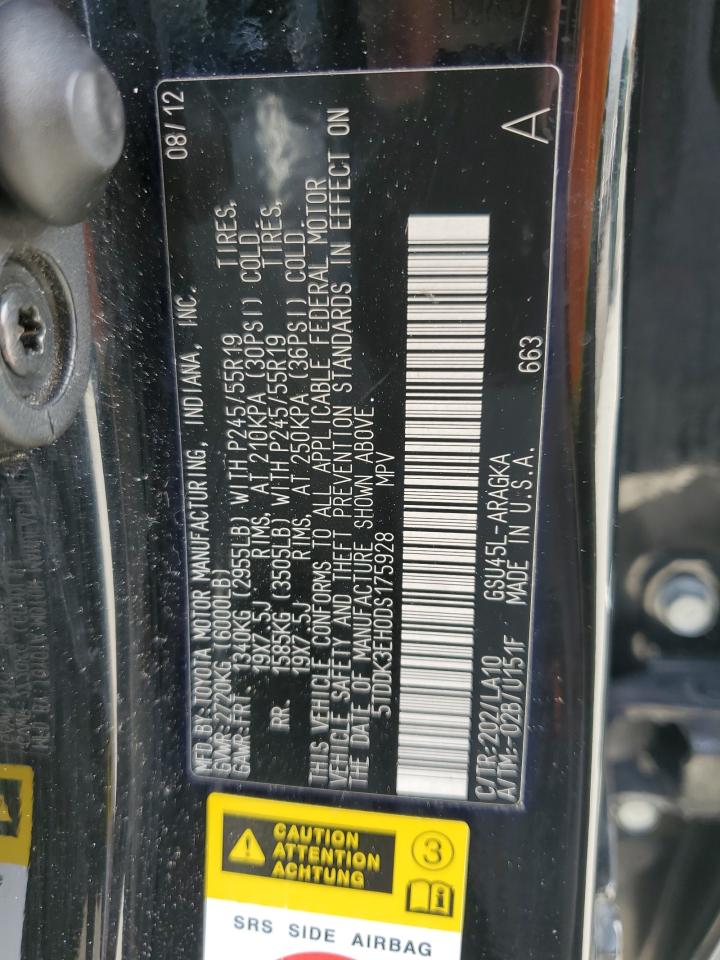 08/12
MFD.BY:TOYOTA MOTOR MANUFACTURING, INDIANA, INC.
GVWR:2720KG(6000LB)
GAWR:FR. 1340KG (2955LB) WITH P245/55R19 TIRES,
19X7.5J RIMS, AT 210KPA (30PSI) COLD
RR. 1585KG (3505LB) WITH P245/55R19 TIRES,
19X7.5J RIMS, AT 250KPA (36PSI) COLD.
THIS VEHICLE CONFORMS TO ALL APPLICABLE FEDERAL MOTOR
VEHICLE SAFETY AND THEFT PREVENTION STANDARDS IN EFFECT ON
THE DATE OF MANUFACTURE SHOWN ABOVE.
5TDDK3EH0DS175928 MPV
A
C/TR:202/LA10 GSU45L-ARAGKA
A/TM:-02B/U151F MADE IN U.S.A. 663
CAUTION
ATTENTION
ACHTUNG
3
SRS SIDE AIRBAG